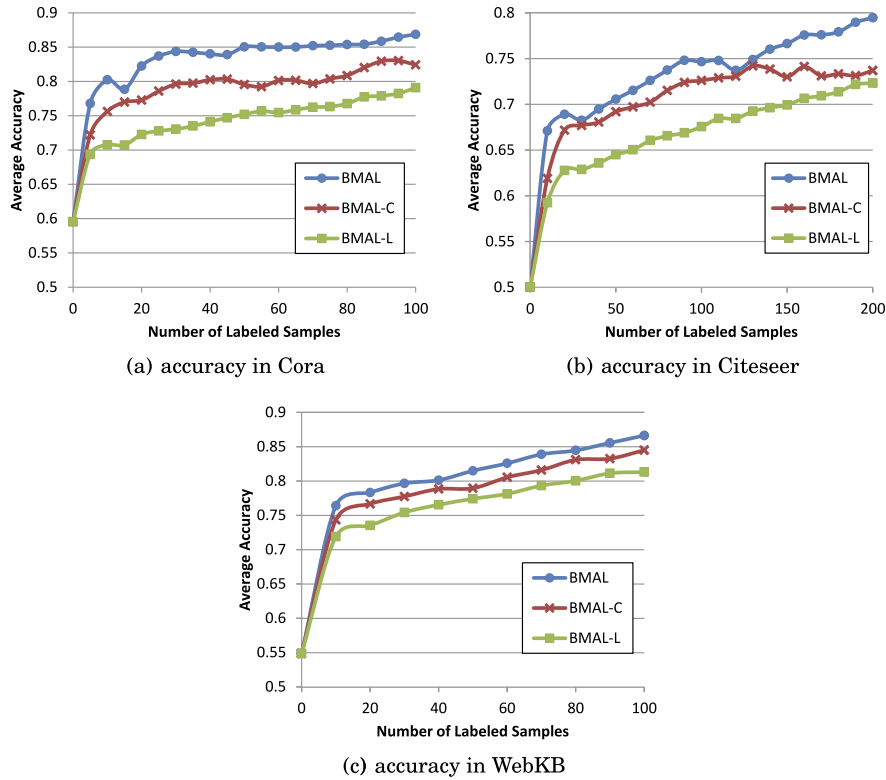 0.9
0.85
0.8
0.75
0.7
0.65
0.6
0.55
0.5
Average Accuracy
0 20 40 60 80 100
Number of Labeled Samples
BMAL
BMAL-C
BMAL-L
(a) accuracy in Cora
0.8
0.75
0.7
0.65
0.6
0.55
0.5
Average Accuracy
0 50 100 150 200
Number of Labeled Samples
BMAL
BMAL-C
BMAL-L
(b) accuracy in Citeseer
0.9
0.85
0.8
0.75
0.7
0.65
0.6
0.55
0.5
Average Accuracy
0 20 40 60 80 100
Number of Labeled Samples
BMAL
BMAL-C
BMAL-L
(c) accuracy in WebKB